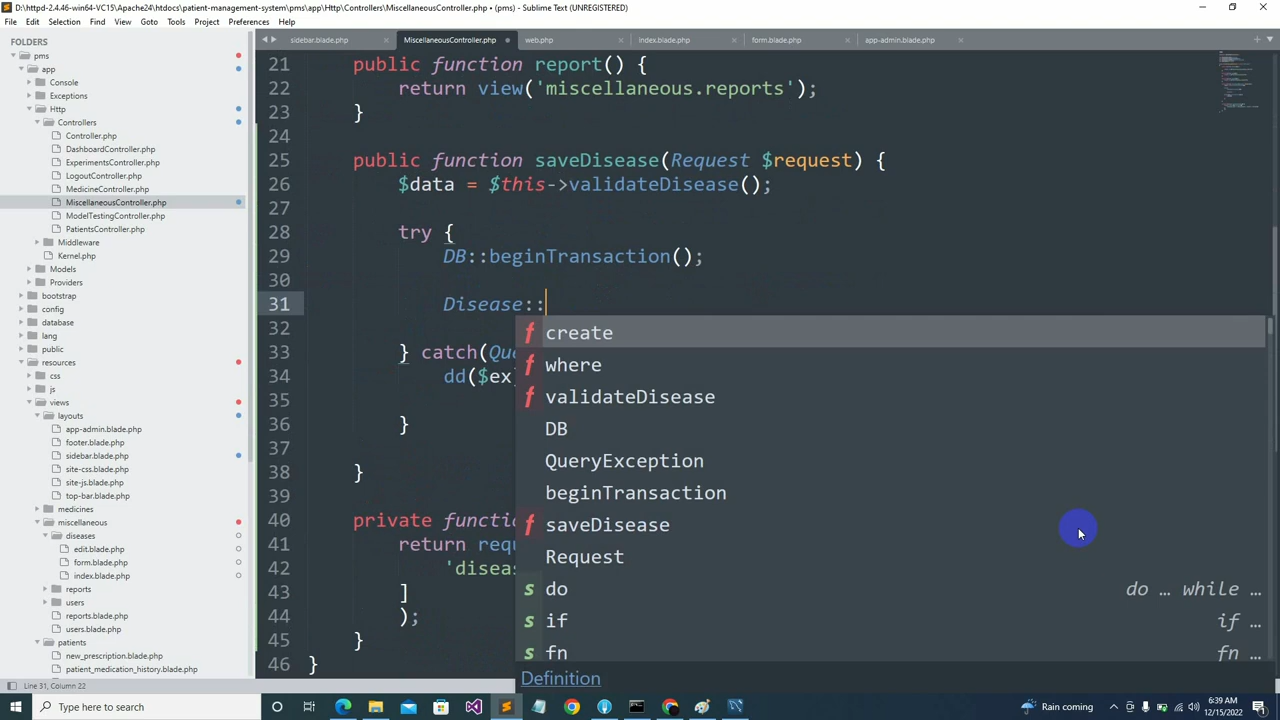 D:\httpd-2.4.46-win64-VC15\Apache24\htdocs\patient-management-system\pms\app\Http\Controllers\MiscellaneousController.php • (pms) - Sublime Text (UNREGISTERED)
File Edit Selection Find View Goto Tools Project Preferences Help
FOLDERS
pms
app
Console
Exceptions
Http
Controllers
Controller.php
DashboardController.php
ExperimentsController.php
LogoutController.php
MedicineController.php
MiscellaneousController.php
ModelTestingController.php
PatientsController.php
Middleware
Kernel.php
Models
Providers
bootstrap
config
database
lang
public
resources
css
js
views
layouts
app-admin.blade.php
footer.blade.php
sidebar.blade.php
site-css.blade.php
site-js.blade.php
top-bar.blade.php
medicines
miscellaneous
diseases
edit.blade.php
form.blade.php
index.blade.php
reports
users
reports.blade.php
users.blade.php
patients
new_prescription.blade.php
patient_medication_history.blade.php
sidebar.blade.php MiscellaneousController.php web.php index.blade.php form.blade.php app-admin.blade.php
21 public function report() {
22 return view('miscellaneous.reports');
23 }
24
25 public function saveDisease(Request $request) {
26 $data = $this->validateDisease();
27
28 try {
29 DB::beginTransaction();
30
31 Disease::
32
33 } catch(Qu
34 dd($ex
35
36 }
37
38 }
39
40 private functi
41 return requ
42 'diseas
43 ]
44 );
45 }
46 }
f create
f where
f validateDisease
DB
QueryException
beginTransaction
f saveDisease
Request
s do do … while …
s if if …
s fn fn …
Definition
Line 31, Column 22
Type here to search
Rain coming
6:39 AM
12/15/2022